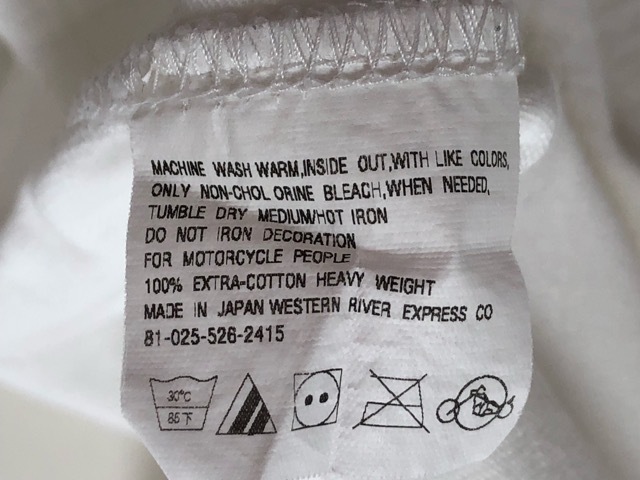 MACHINE WASH WARM,INSIDE OUT,WITH LIKE COLORS,
ONLY NON-CHOL ORINE BLEACH,WHEN NEEDED,
TUMBLE DRY MEDIUM/HOT IRON
DO NOT IRON DECORATION
FOR MOTORCYCLE PEOPLE
100% EXTRA-COTTON HEAVY WEIGHT
MADE IN JAPAN WESTERN RIVER EXPRESS CO
81-025-526-2415
30°C
85下